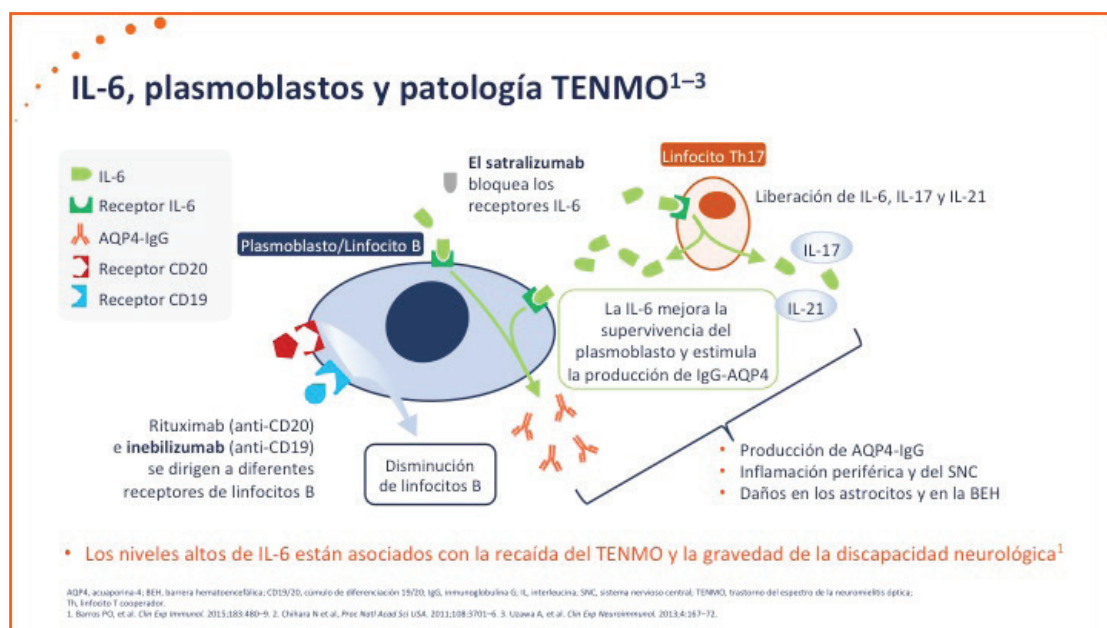 IL-6, plasmoblastos y patología TENMO1–3
IL-6
Receptor IL-6
AQP4-IgG
Receptor CD20
Receptor CD19
El satralizumab
bloquea los
receptores IL-6
Linfocito Th17
Liberación de IL-6, IL-17 y IL-21
IL-17
IL-21
Plasmoblasto/Linfocito B
La IL-6 mejora la
supervivencia del
plasmoblasto y estimula
la producción de IgG-AQP4
Rituximab (anti-CD20)
e inebilizumab (anti-CD19)
se dirigen a diferentes
receptores de linfocitos B
Disminución
de linfocitos B
• Producción de AQP4-IgG
• Inflamación periférica y del SNC
• Daños en los astrocitos y en la BEH
• Los niveles altos de IL-6 están asociados con la recaída del TENMO y la gravedad de la discapacidad neurológica1
AQP4, acuaporina-4; BEH, barrera hematoencefálica; CD19/20, cúmulo de diferenciación 19/20; IgG, inmunoglobulina G; IL, interleucina, SNC, sistema nervioso central; TENMO, trastorno del espectro de la neuromielitis óptica;
Th, linfocito T cooperador.
1. Barros PO, et al. Clin Exp Immunol. 2015;183:480–9. 2. Chihara N et al, Proc Natl Acad Sci USA. 2011;108:3701–6. 3. Uzawa A, et al. Clin Exp Neuroimmunol. 2013;4:167–72.